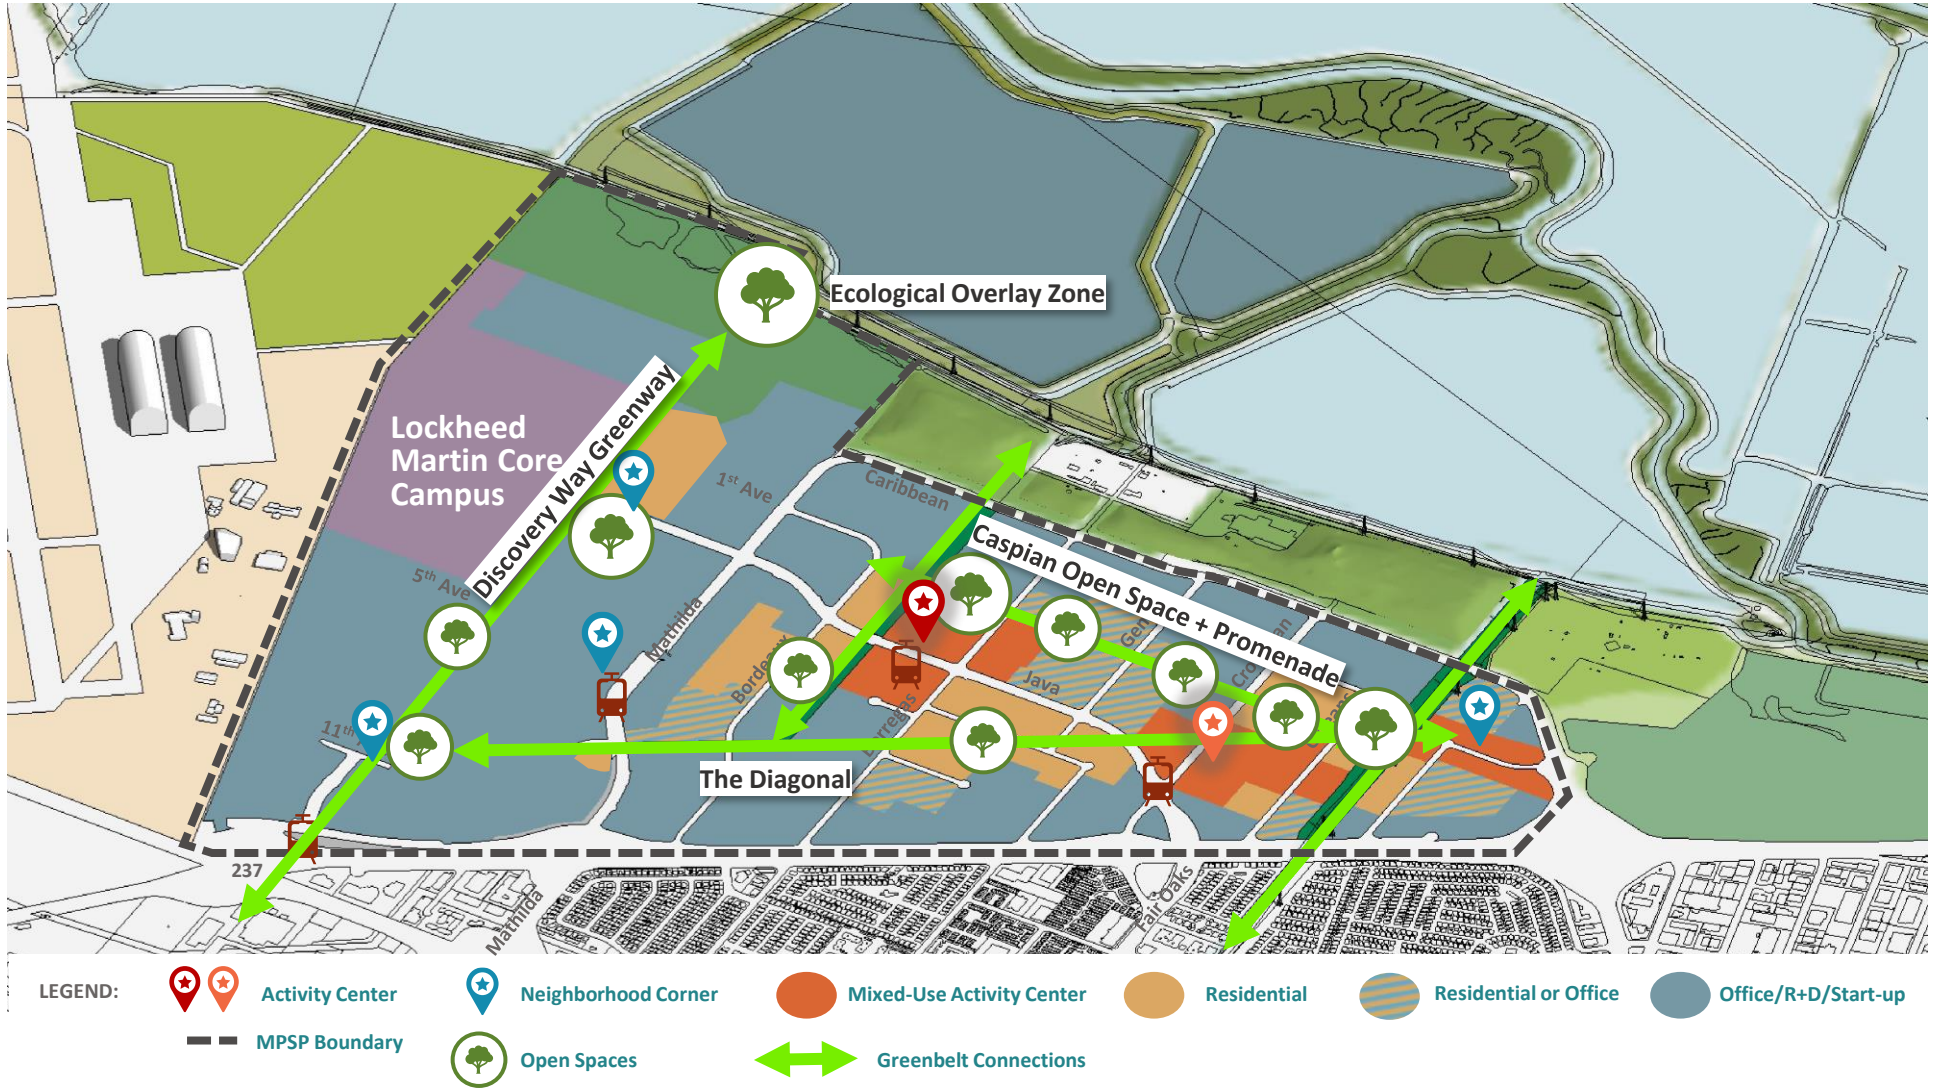 Ecological Overlay Zone
Discovery Way Greenway
Lockheed
Martin Core
Campus
1st Ave
Caribbean
5th Ave
Caspian Open Space + Promenade
Mathilda
Bordeaux
Java
Borregas
11th
The Diagonal
237
Mathilda
Fair Oaks
LEGEND:
Activity Center
Neighborhood Corner
Mixed-Use Activity Center
Residential
Residential or Office
Office/R+D/Start-up
MPSP Boundary
Open Spaces
Greenbelt Connections